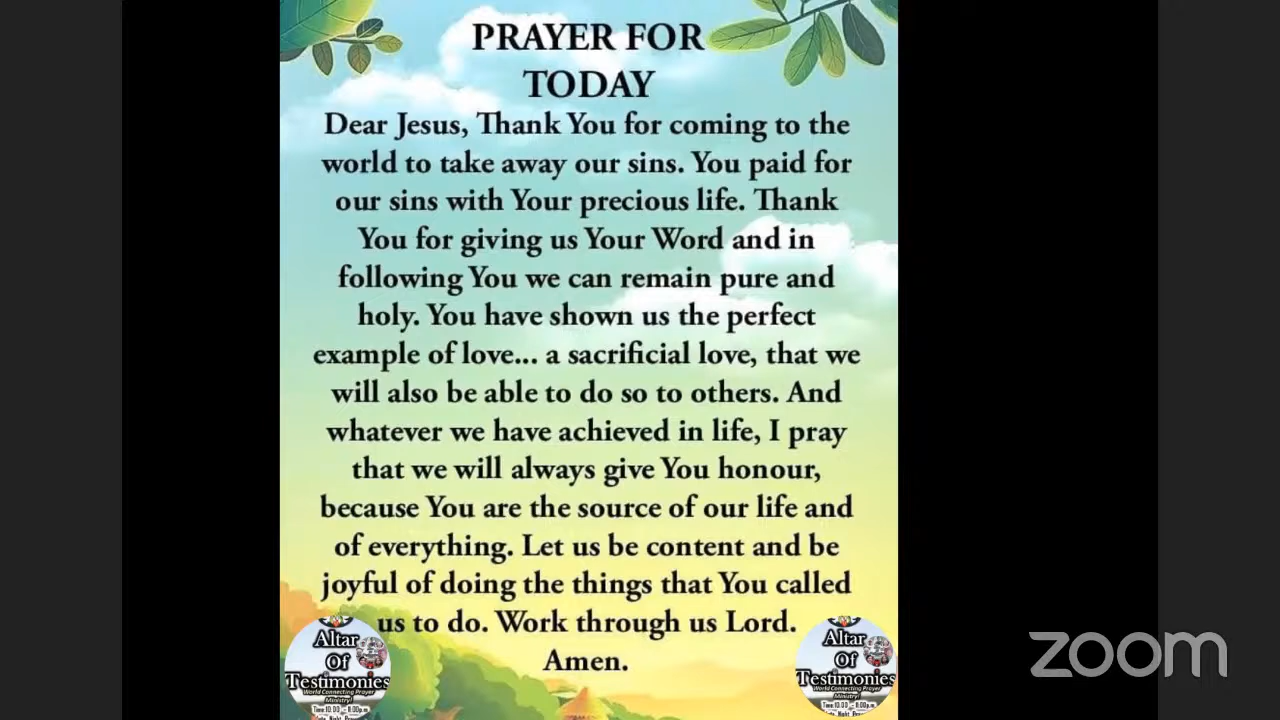 PRAYER FOR
TODAY
Dear Jesus, Thank You for coming to the
world to take away our sins. You paid for
our sins with Your precious life. Thank
You for giving us Your Word and in
following You we can remain pure and
holy. You have shown us the perfect
example of love... a sacrificial love, that we
will also be able to do so to others. And
whatever we have achieved in life, I pray
that we will always give You honour,
because You are the source of our life and
of everything. Let us be content and be
joyful of doing the things that You called
us to do. Work through us Lord.
Amen.
Altar
Of
Testimonies
World Connecting Prayer
Ministry!
Altar
Of
Testimonies
World Connecting Prayer
Ministry!
zoom